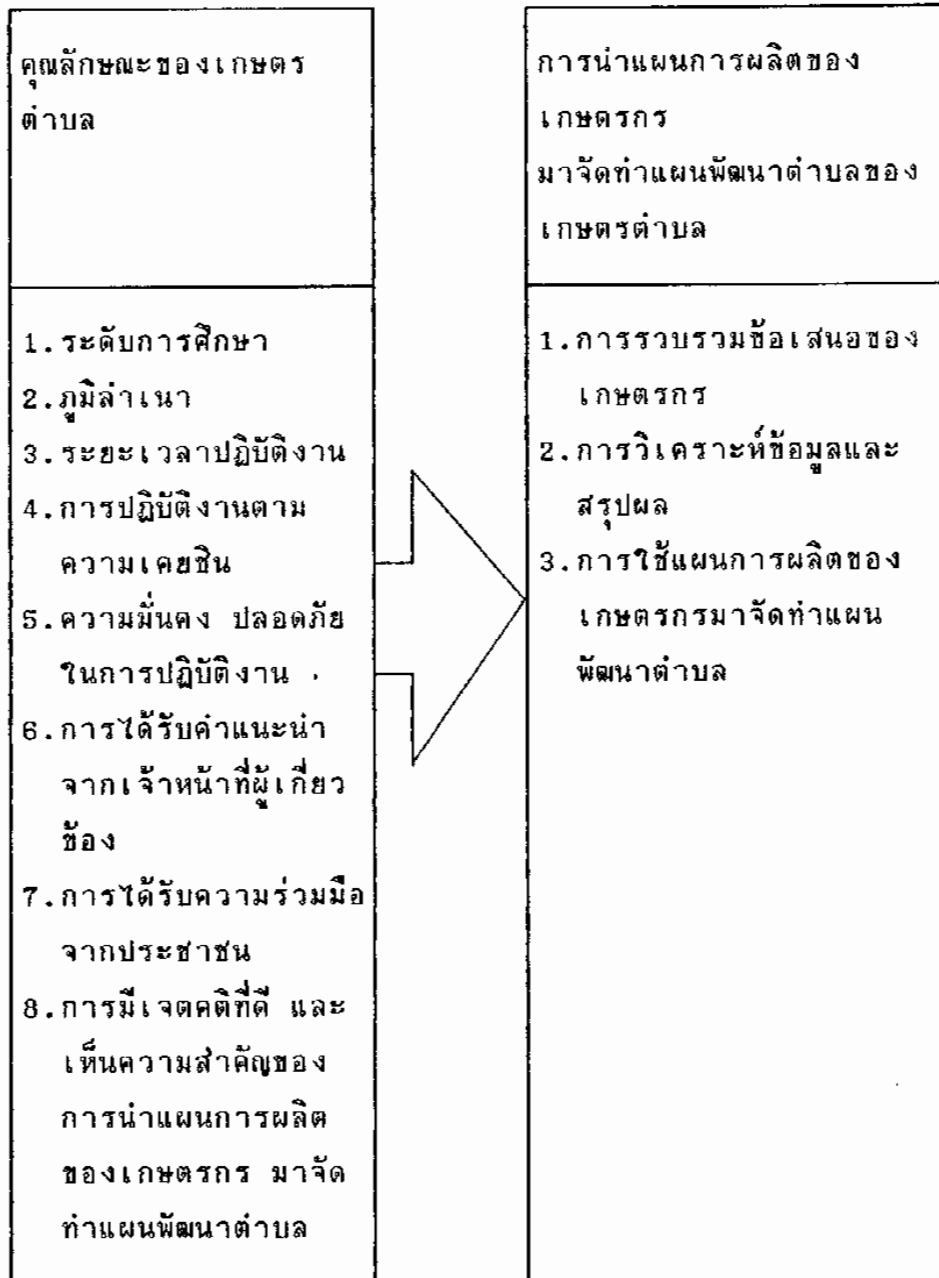 คุณลักษณะของเกษตร
ตำบล
1.ระดับการศึกษา
2.ภูมิลำเนา
3.ระยะเวลาปฏิบัติงาน
4.การปฏิบัติงานตาม
ความเคยชิน
5.ความมั่นคง ปลอดภัย
ในการปฏิบัติงาน
6.การได้รับคำแนะนำ
จากเจ้าหน้าที่ผู้เกี่ยว
ข้อง
7.การได้รับความร่วมมือ
จากประชาชน
8.การมีเจตคติที่ดี และ
เห็นความสำคัญของ
การนำแผนการผลิต
ของเกษตรกร มาจัด
ทำแผนพัฒนาตำบล
การนำแผนการผลิตของ
เกษตรกร
มาจัดทำแผนพัฒนาตำบลของ
เกษตรตำบล
1.การรวบรวมข้อเสนอของ
เกษตรกร
2.การวิเคราะห์ข้อมูลและ
สรุปผล
3.การใช้แผนการผลิตของ
เกษตรกรมาจัดทำแผน
พัฒนาตำบล